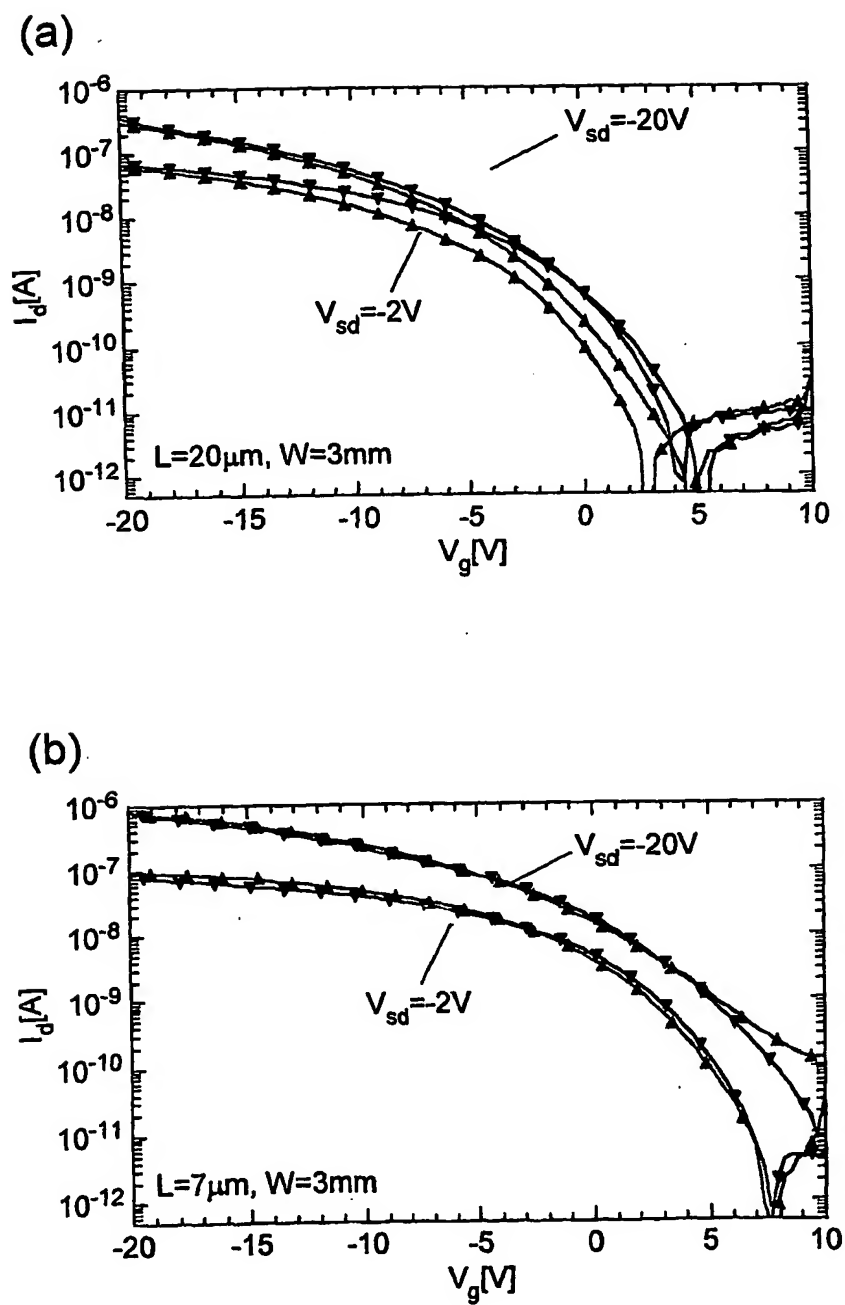 (a)
10⁻⁶
10⁻⁷
10⁻⁸
10⁻⁹
10⁻¹⁰
10⁻¹¹
10⁻¹²
I_d[A]
V_sd=-20V
V_sd=-2V
L=20μm, W=3mm
-20 -15 -10 -5 0 5 10
V_g[V]
(b)
10⁻⁶
10⁻⁷
10⁻⁸
10⁻⁹
10⁻¹⁰
10⁻¹¹
10⁻¹²
I_d[A]
V_sd=-20V
V_sd=-2V
L=7μm, W=3mm
-20 -15 -10 -5 0 5 10
V_g[V]